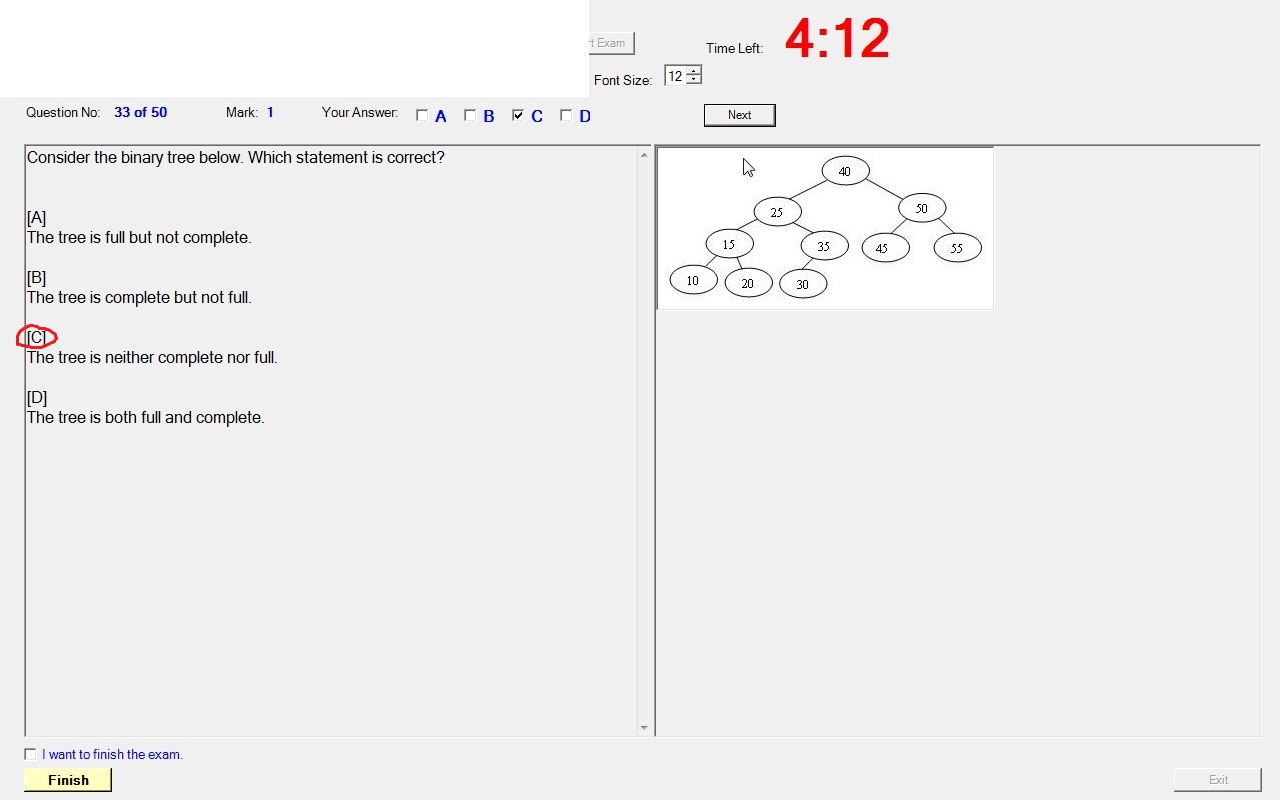 t Exam
Time Left: 4:12
Font Size: 12
Question No: 33 of 50 Mark: 1 Your Answer: A B C D Next
Consider the binary tree below. Which statement is correct?
[A]
The tree is full but not complete.
[B]
The tree is complete but not full.
[C]
The tree is neither complete nor full.
[D]
The tree is both full and complete.
40
25 50
15 35 45 55
10 20 30
I want to finish the exam.
Finish Exit